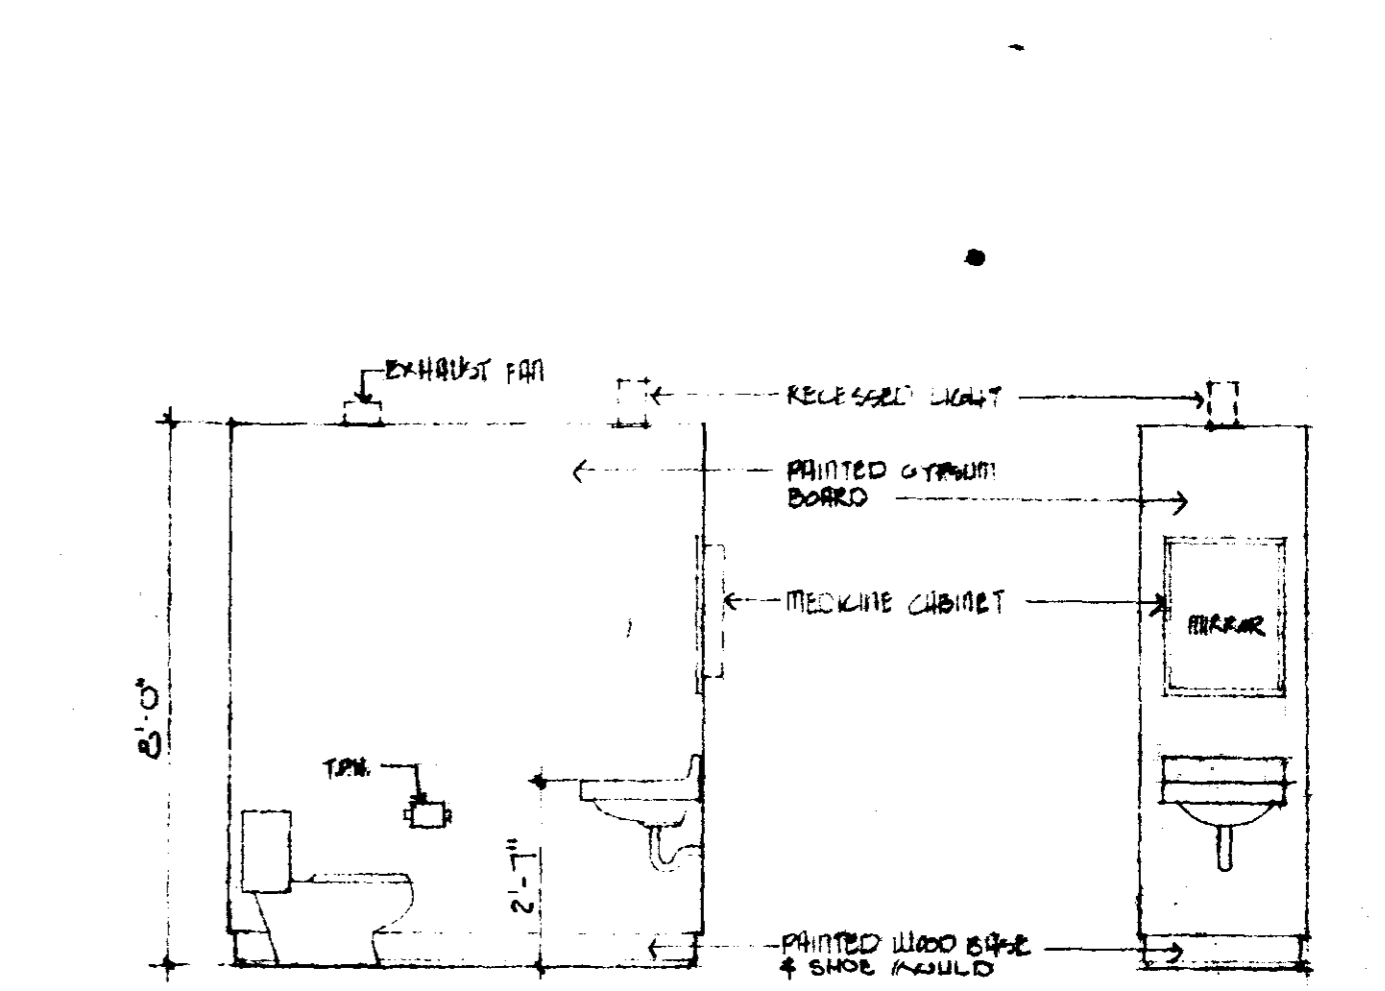 EXHAUST FAN
RECESSED LIGHT
PAINTED GYPSUM
BOARD
MEDICINE CABINET
MIRROR
8'-0"
T.P.H.
2'-7"
PAINTED WOOD BASE
& SHOE MOULD